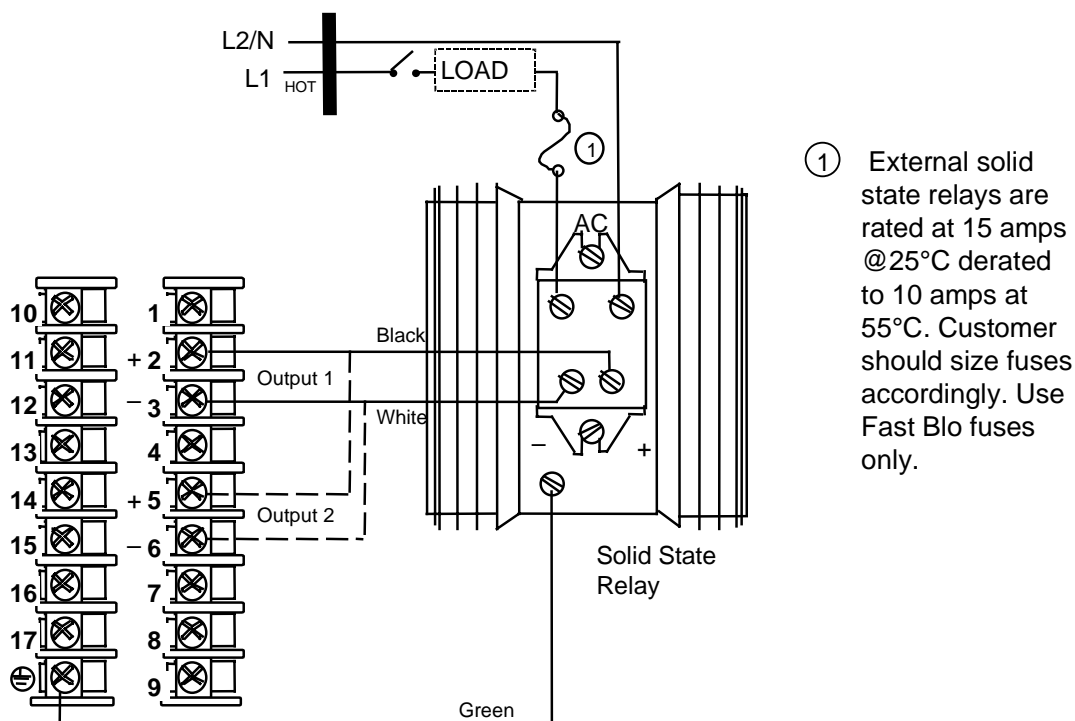 L2/N
L1 HOT
LOAD
1
AC
10
11
12
13
14
15
16
17
1
+ 2
– 3
4
+ 5
– 6
7
8
9
Black
Output 1
White
Output 2
– +
Solid State
Relay
Green
1 External solid
state relays are
rated at 15 amps
@25°C derated
to 10 amps at
55°C. Customer
should size fuses
accordingly. Use
Fast Blo fuses
only.